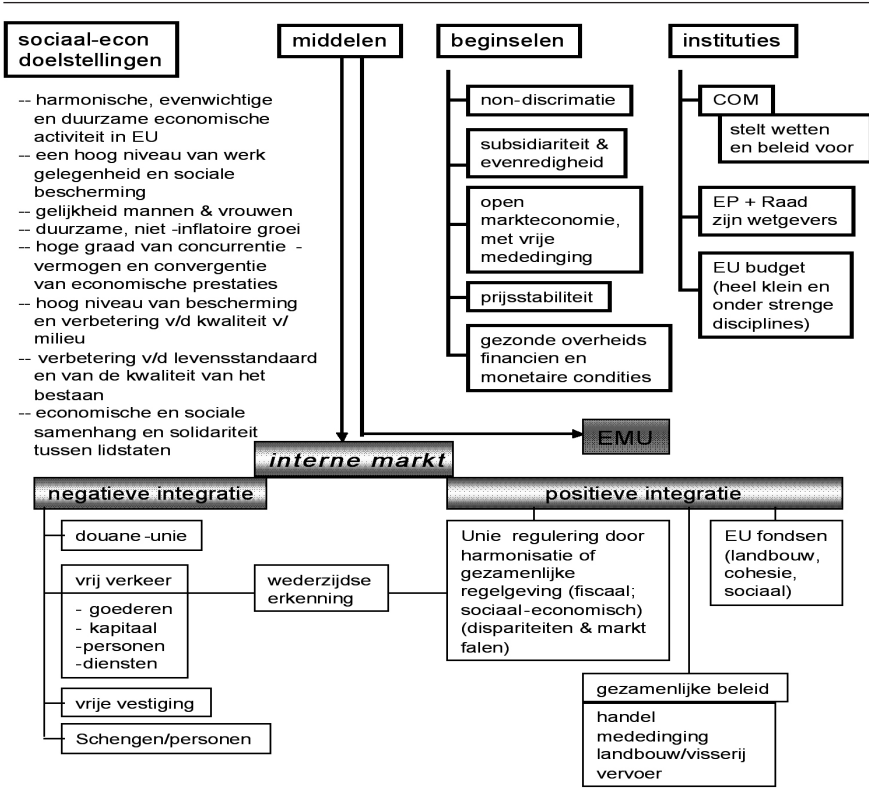 sociaal-econ
doelstellingen
-- harmonische, evenwichtige
en duurzame economische
activiteit in EU
-- een hoog niveau van werk
gelegenheid en sociale
bescherming
-- gelijkheid mannen & vrouwen
-- duurzame, niet -inflatoire groei
-- hoge graad van concurrentie -
vermogen en convergentie
van economische prestaties
-- hoog niveau van bescherming
en verbetering v/d kwaliteit v/
milieu
-- verbetering v/d levensstandaard
en van de kwaliteit van het
bestaan
-- economische en sociale
samenhang en solidariteit
tussen lidstaten
middelen
beginselen
non-discrimatie
subsidiariteit &
evenredigheid
open
markteconomie,
met vrije
mededinging
prijsstabiliteit
gezonde overheids
financien en
monetaire condities
instituties
COM
stelt wetten
en beleid voor
EP + Raad
zijn wetgevers
EU budget
(heel klein en
onder strenge
disciplines)
EMU
interne markt
negatieve integratie
douane -unie
vrij verkeer
- goederen
- kapitaal
-personen
-diensten
vrije vestiging
Schengen/personen
wederzijdse
erkenning
positieve integratie
Unie regulering door
harmonisatie of
gezamenlijke
regelgeving (fiscaal;
sociaal-economisch)
(dispariteiten & markt
falen)
EU fondsen
(landbouw,
cohesie,
sociaal)
gezamenlijke beleid
handel
mededinging
landbouw/visserij
vervoer